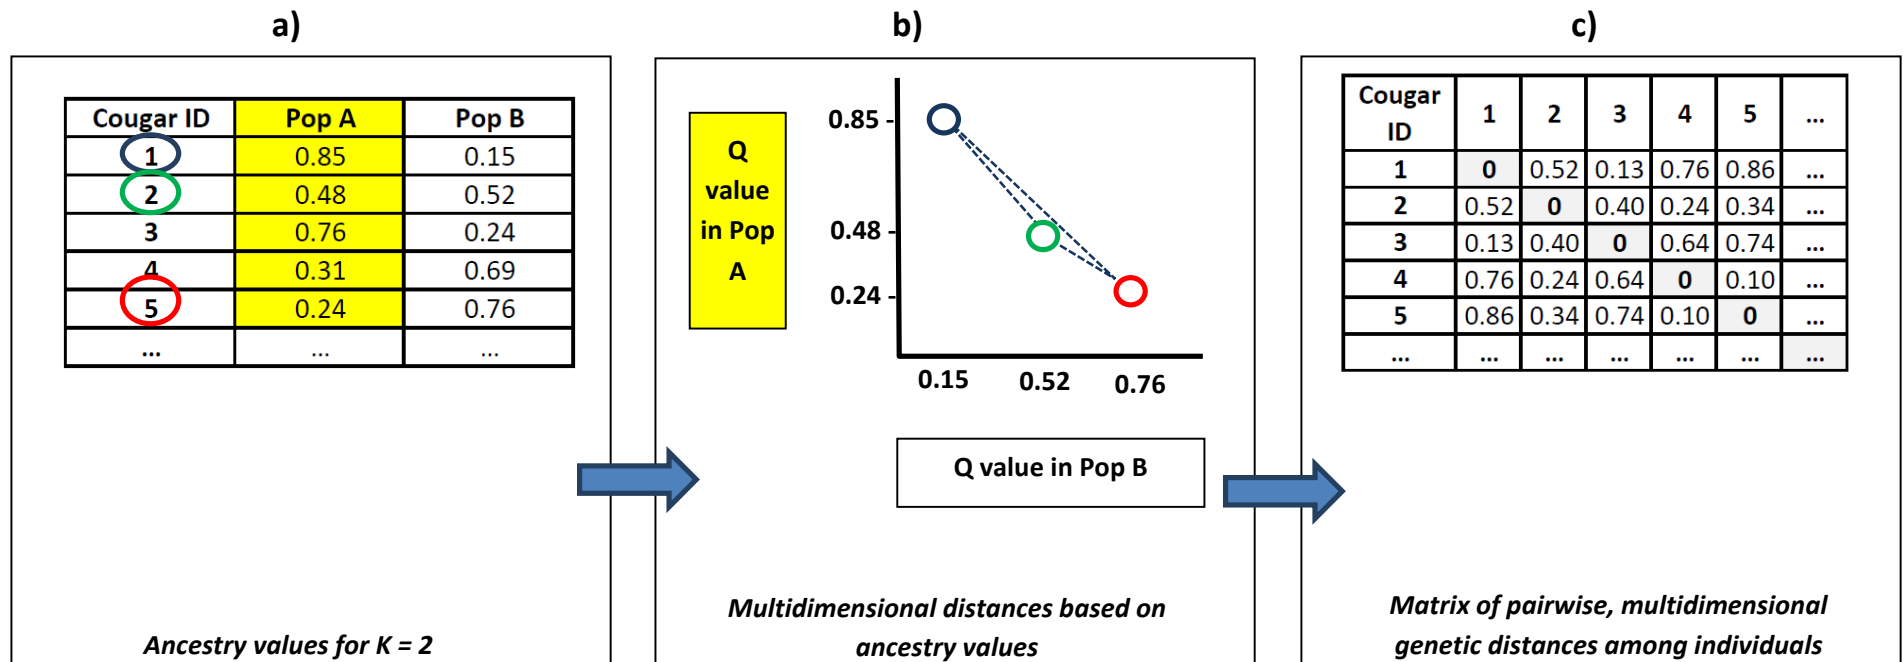 a)
Cougar ID Pop A Pop B
1 0.85 0.15
2 0.48 0.52
3 0.76 0.24
4 0.31 0.69
5 0.24 0.76
... ... ...
Ancestry values for K = 2
b)
Q
value
in Pop
A
0.85 -
0.48 -
0.24 -
0.15 0.52 0.76
Q value in Pop B
Multidimensional distances based on
ancestry values
c)
Cougar
ID 1 2 3 4 5 ...
1 0 0.52 0.13 0.76 0.86 ...
2 0.52 0 0.40 0.24 0.34 ...
3 0.13 0.40 0 0.64 0.74 ...
4 0.76 0.24 0.64 0 0.10 ...
5 0.86 0.34 0.74 0.10 0 ...
... ... ... ... ... ... ...
Matrix of pairwise, multidimensional
genetic distances among individuals